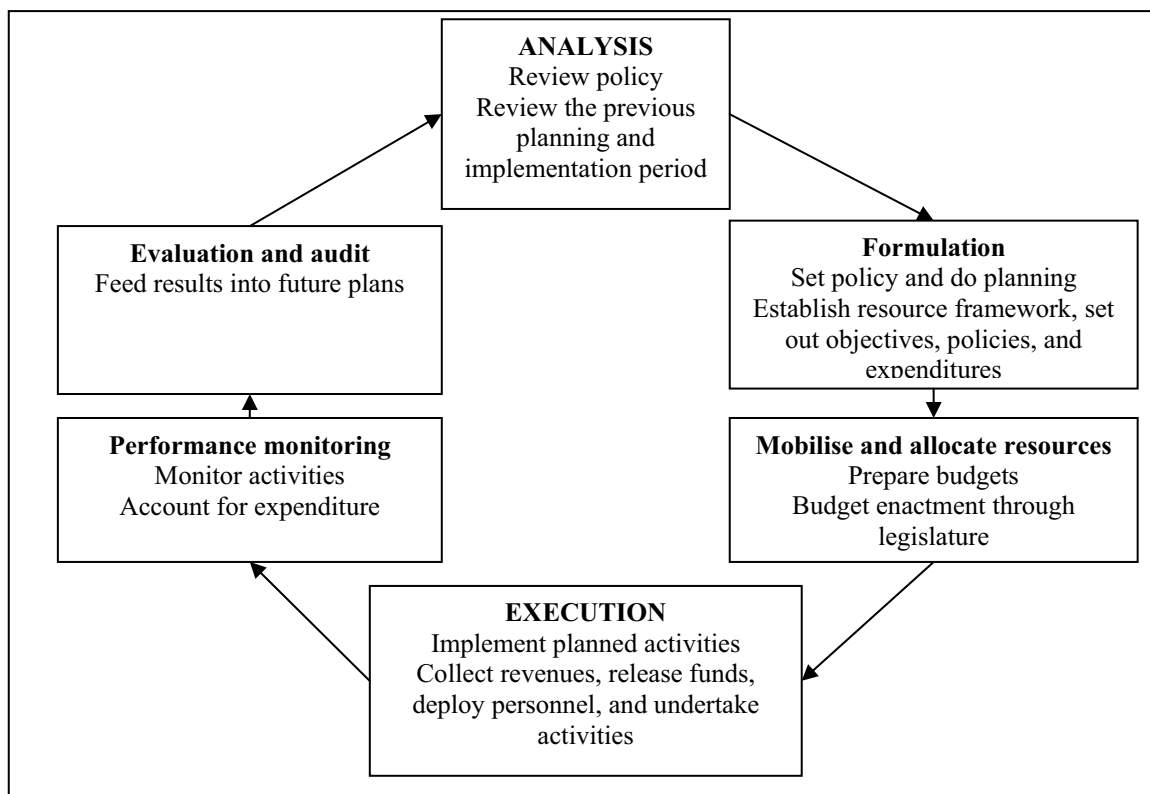 ANALYSIS
Review policy
Review the previous
planning and
implementation period
Evaluation and audit
Feed results into future plans
Formulation
Set policy and do planning
Establish resource framework, set
out objectives, policies, and
expenditures
Performance monitoring
Monitor activities
Account for expenditure
Mobilise and allocate resources
Prepare budgets
Budget enactment through
legislature
EXECUTION
Implement planned activities
Collect revenues, release funds,
deploy personnel, and undertake
activities